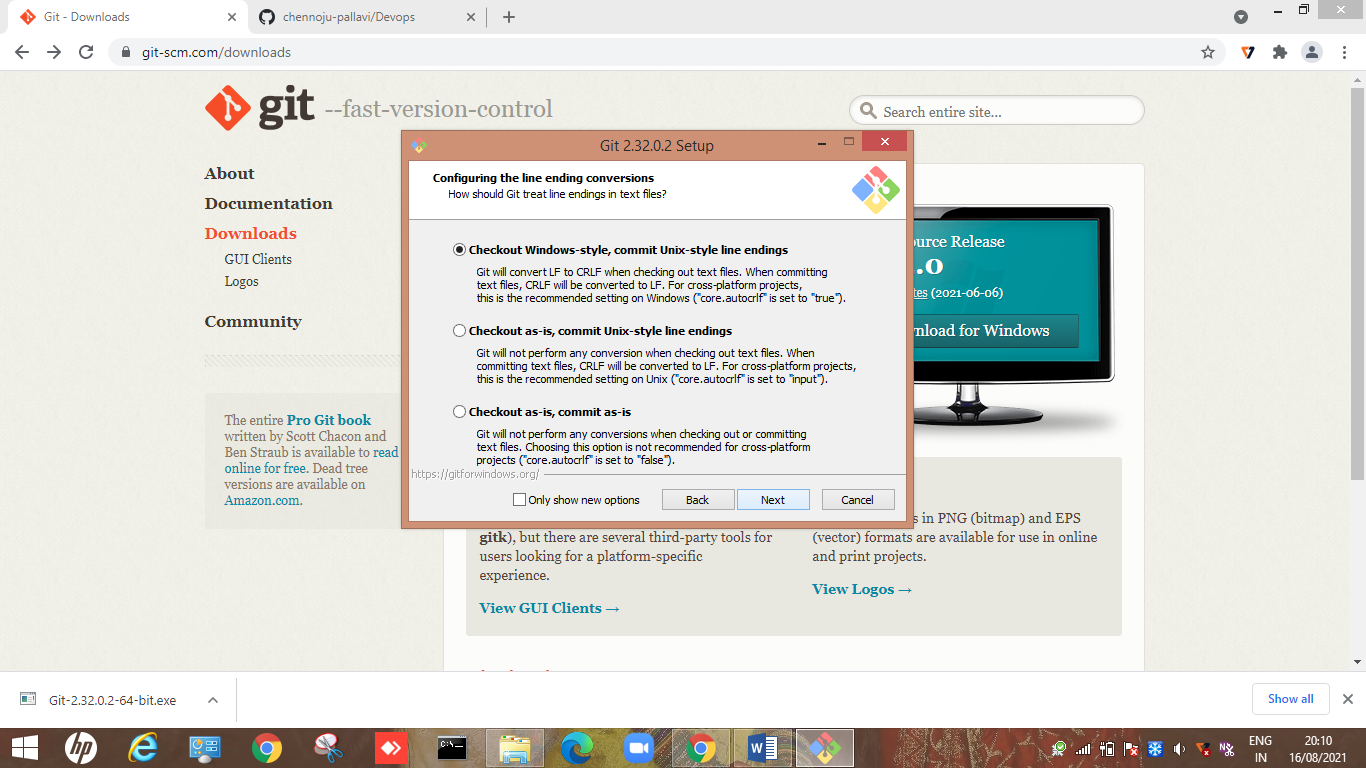 Git - Downloads
chennoju-pallavi/Devops
git-scm.com/downloads
git --fast-version-control
Search entire site...
About
Documentation
Downloads
GUI Clients
Logos
Community
The entire Pro Git book
written by Scott Chacon and
Ben Straub is available to read
online for free. Dead tree
versions are available on
Amazon.com.
Git 2.32.0.2 Setup
Configuring the line ending conversions
How should Git treat line endings in text files?
Checkout Windows-style, commit Unix-style line endings
Git will convert LF to CRLF when checking out text files. When committing
text files, CRLF will be converted to LF. For cross-platform projects,
this is the recommended setting on Windows ("core.autocrlf" is set to "true").
Checkout as-is, commit Unix-style line endings
Git will not perform any conversion when checking out text files. When
committing text files, CRLF will be converted to LF. For cross-platform projects,
this is the recommended setting on Unix ("core.autocrlf" is set to "input").
Checkout as-is, commit as-is
Git will not perform any conversions when checking out or committing
text files. Choosing this option is not recommended for cross-platform
projects ("core.autocrlf" is set to "false").
https://gitforwindows.org/
Only show new options
Back
Next
Cancel
urce Release
.0
tes (2021-06-06)
nload for Windows
gitk), but there are several third-party tools for
users looking for a platform-specific
experience.
View GUI Clients →
s in PNG (bitmap) and EPS
(vector) formats are available for use in online
and print projects.
View Logos →
Git-2.32.0.2-64-bit.exe
Show all
hp
C:\
ENG
IN
20:10
16/08/2021